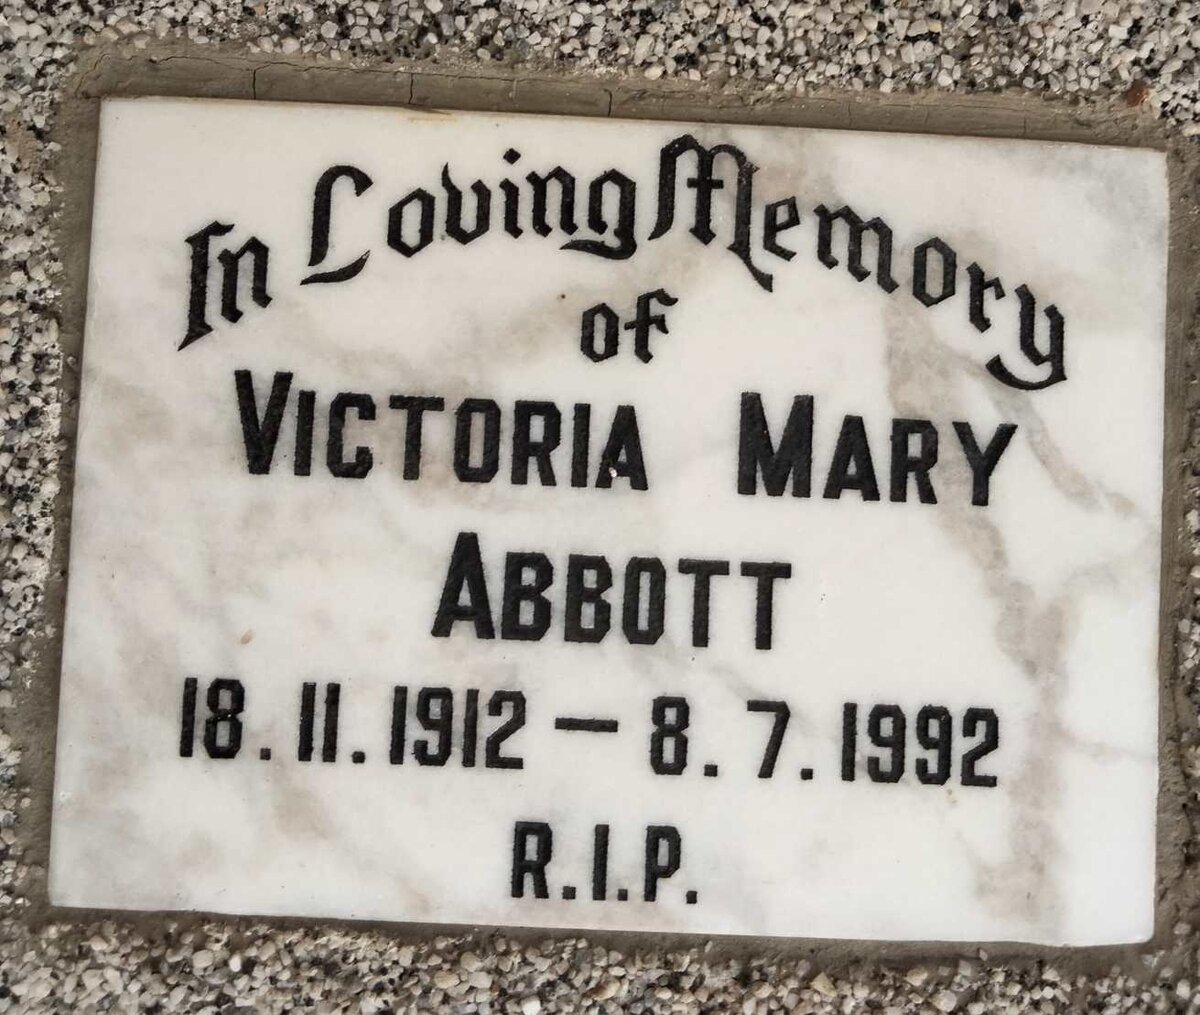 In Loving Memory
of
VICTORIA MARY
ABBOTT
18.11.1912 – 8.7.1992
R.I.P.